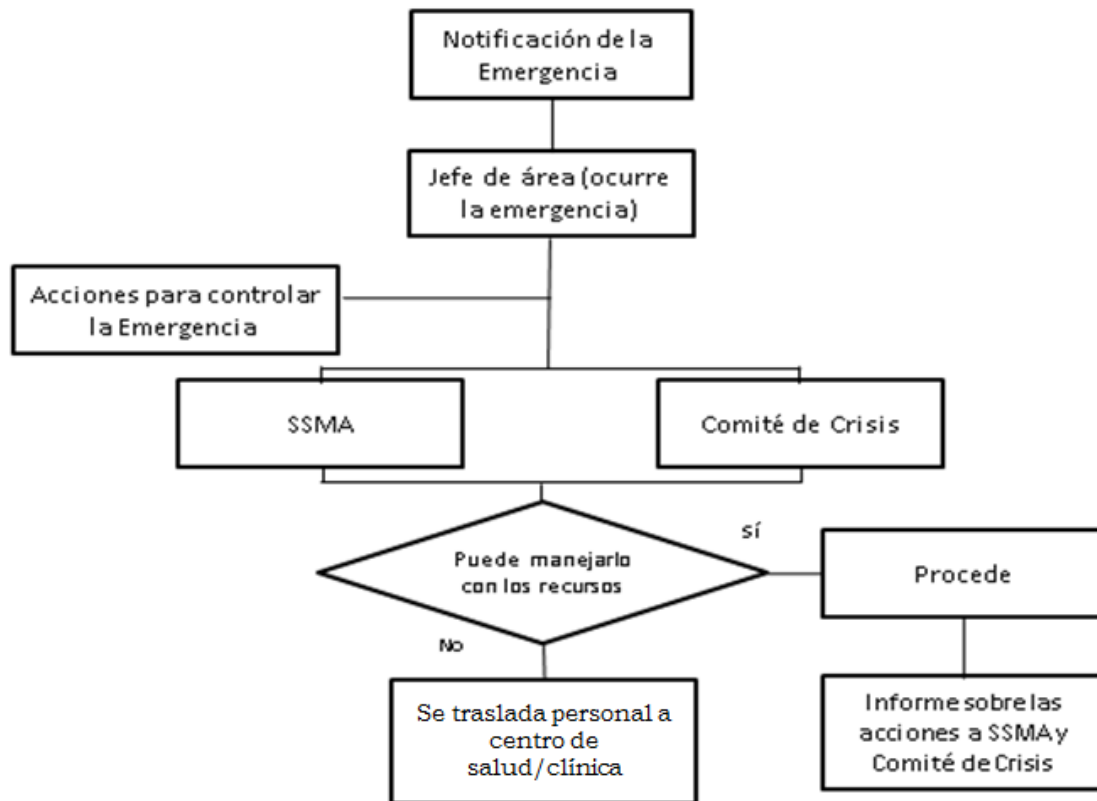 Notificación de la
Emergencia
Jefe de área (ocurre
la emergencia)
Acciones para controlar
la Emergencia
SSMA
Comité de Crisis
Puede manejarlo
con los recursos
sí
Procede
No
Se traslada personal a
centro de
salud/clínica
Informe sobre las
acciones a SSMA y
Comité de Crisis